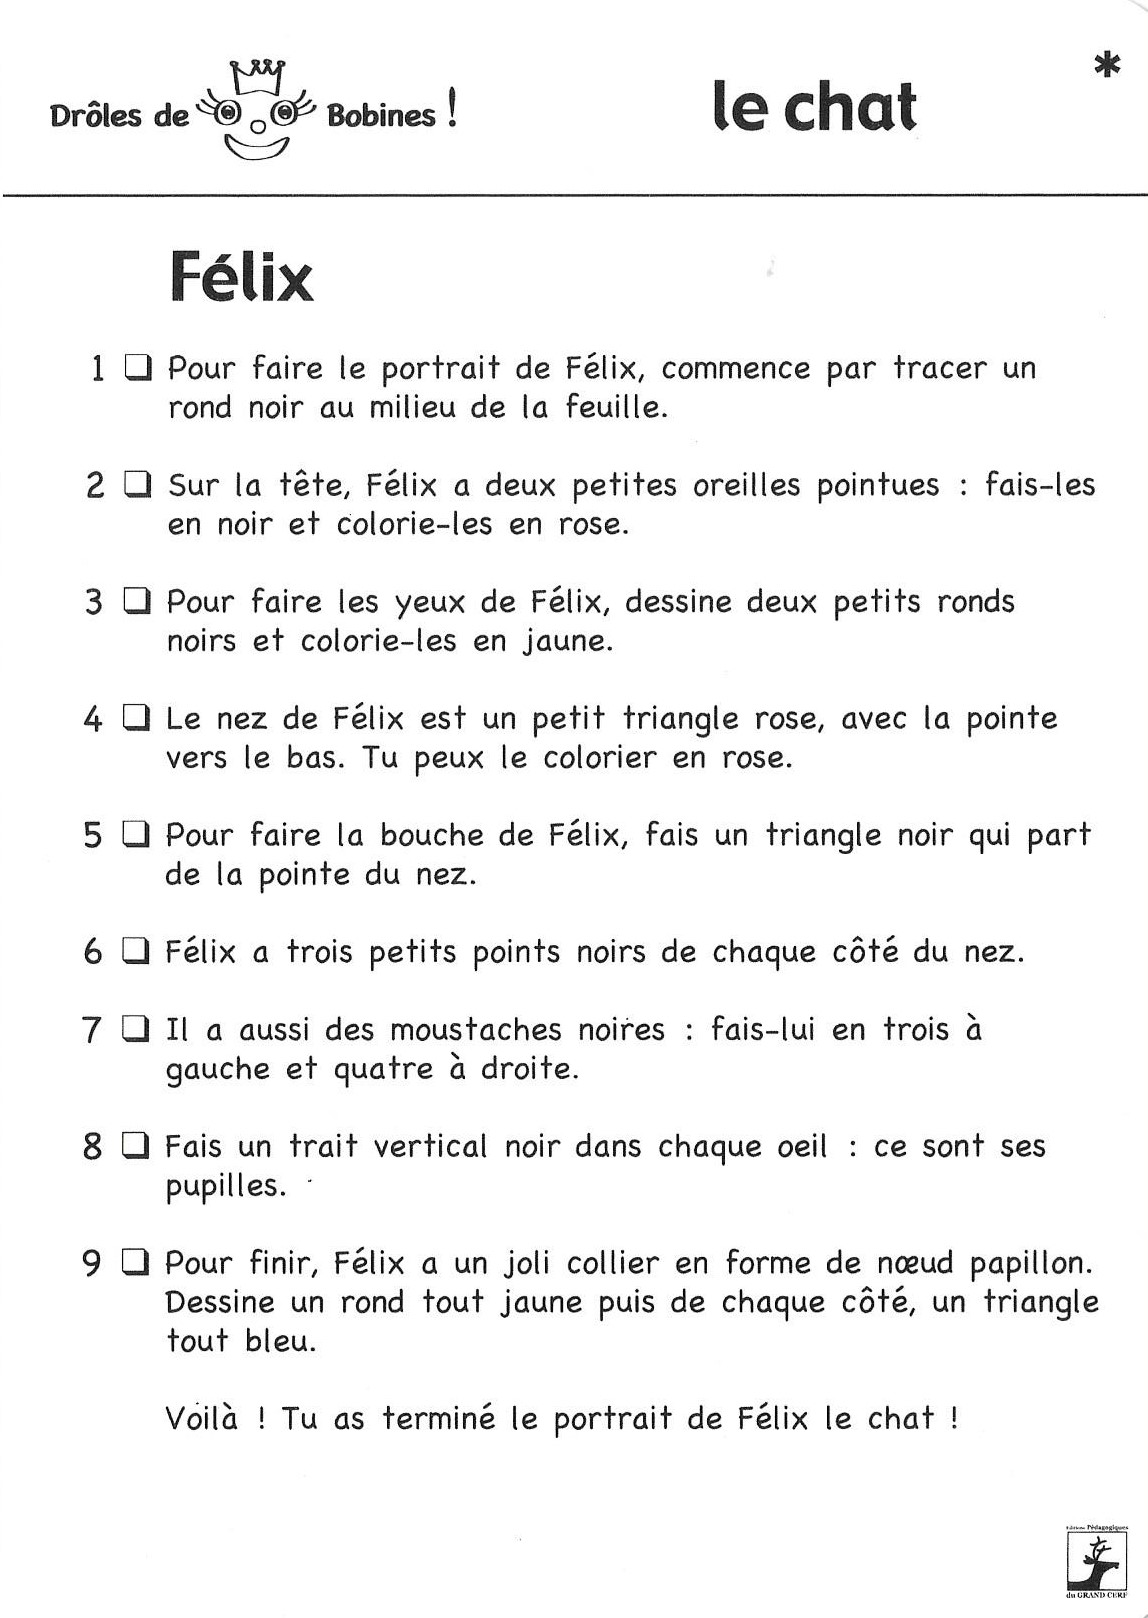 Drôles de Bobines !
le chat
*
Félix
1 ❏ Pour faire le portrait de Félix, commence par tracer un
rond noir au milieu de la feuille.
2 ❏ Sur la tête, Félix a deux petites oreilles pointues : fais-les
en noir et colorie-les en rose.
3 ❏ Pour faire les yeux de Félix, dessine deux petits ronds
noirs et colorie-les en jaune.
4 ❏ Le nez de Félix est un petit triangle rose, avec la pointe
vers le bas. Tu peux le colorier en rose.
5 ❏ Pour faire la bouche de Félix, fais un triangle noir qui part
de la pointe du nez.
6 ❏ Félix a trois petits points noirs de chaque côté du nez.
7 ❏ Il a aussi des moustaches noires : fais-lui en trois à
gauche et quatre à droite.
8 ❏ Fais un trait vertical noir dans chaque oeil : ce sont ses
pupilles.
9 ❏ Pour finir, Félix a un joli collier en forme de nœud papillon.
Dessine un rond tout jaune puis de chaque côté, un triangle
tout bleu.
Voilà ! Tu as terminé le portrait de Félix le chat !
Editions Pédagogiques
du GRAND CERF